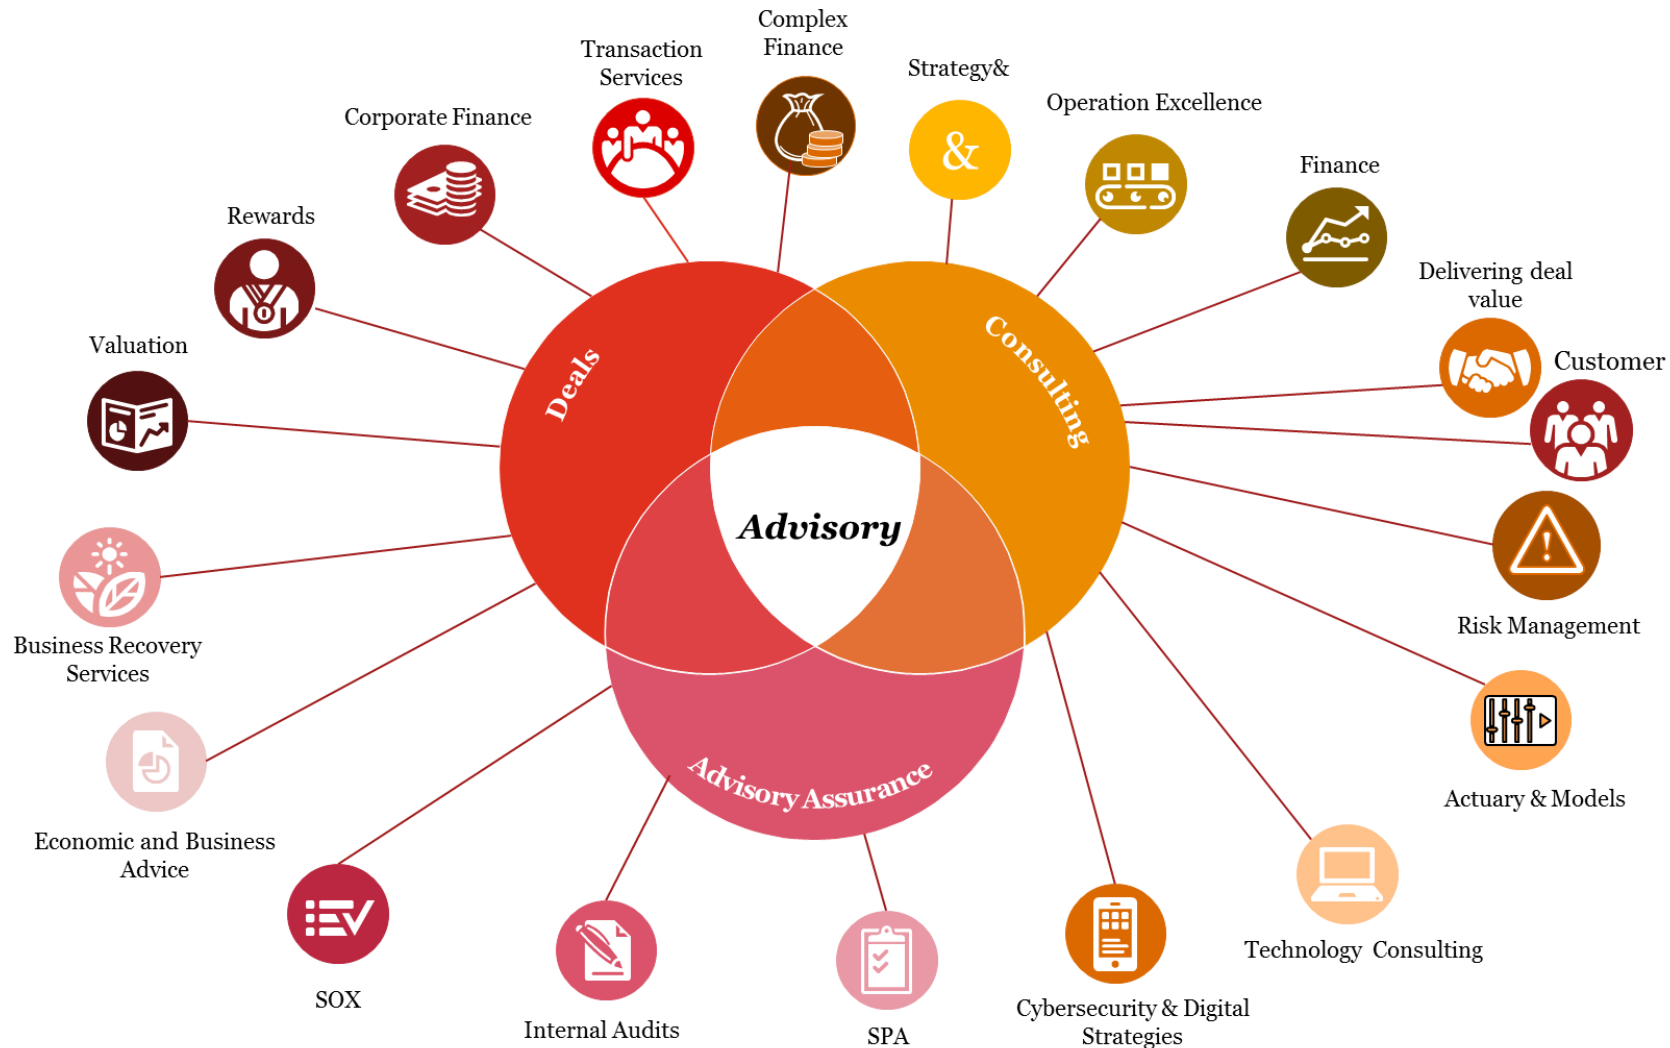 Complex
Finance
Transaction
Services
Strategy&
&
Operation Excellence
Corporate Finance
Finance
Rewards
Delivering deal
value
Valuation
Customer
Deals
Consulting
Advisory
Business Recovery
Services
Risk Management
Advisory Assurance
Actuary & Models
Economic and Business
Advice
Technology Consulting
SOX
Internal Audits
SPA
Cybersecurity & Digital
Strategies